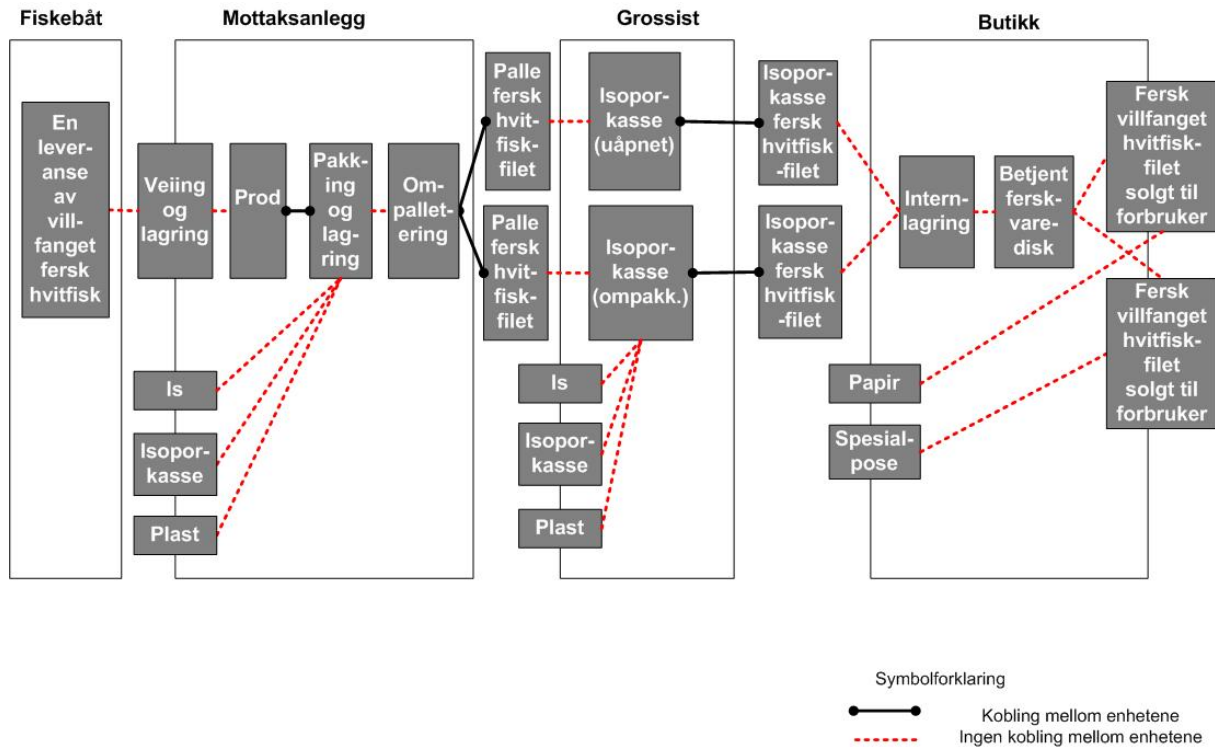 Fiskebåt
Mottaksanlegg
Grossist
Butikk
En
lever-
anse
av
vill-
fanget
fersk
hvitfisk
Veiing
og
lagring
Prod
Pakk-
ing
og
lag-
ring
Om-
pallet-
ering
Palle
fersk
hvit-
fisk-
filet
Palle
fersk
hvit-
fisk-
filet
Isopor-
kasse
(uåpnet)
Isopor-
kasse
(ompakk.)
Isopor-
kasse
fersk
hvitfisk
-filet
Isopor-
kasse
fersk
hvitfisk
-filet
Intern-
lagring
Betjent
fersk-
vare-
disk
Fersk
villfanget
hvitfisk-
filet
solgt til
forbruker
Fersk
villfanget
hvitfisk-
filet
solgt til
forbruker
Is
Isopor-
kasse
Plast
Is
Isopor-
kasse
Plast
Papir
Spesial-
pose
Symbolforklaring
Kobling mellom enhetene
Ingen kobling mellom enhetene